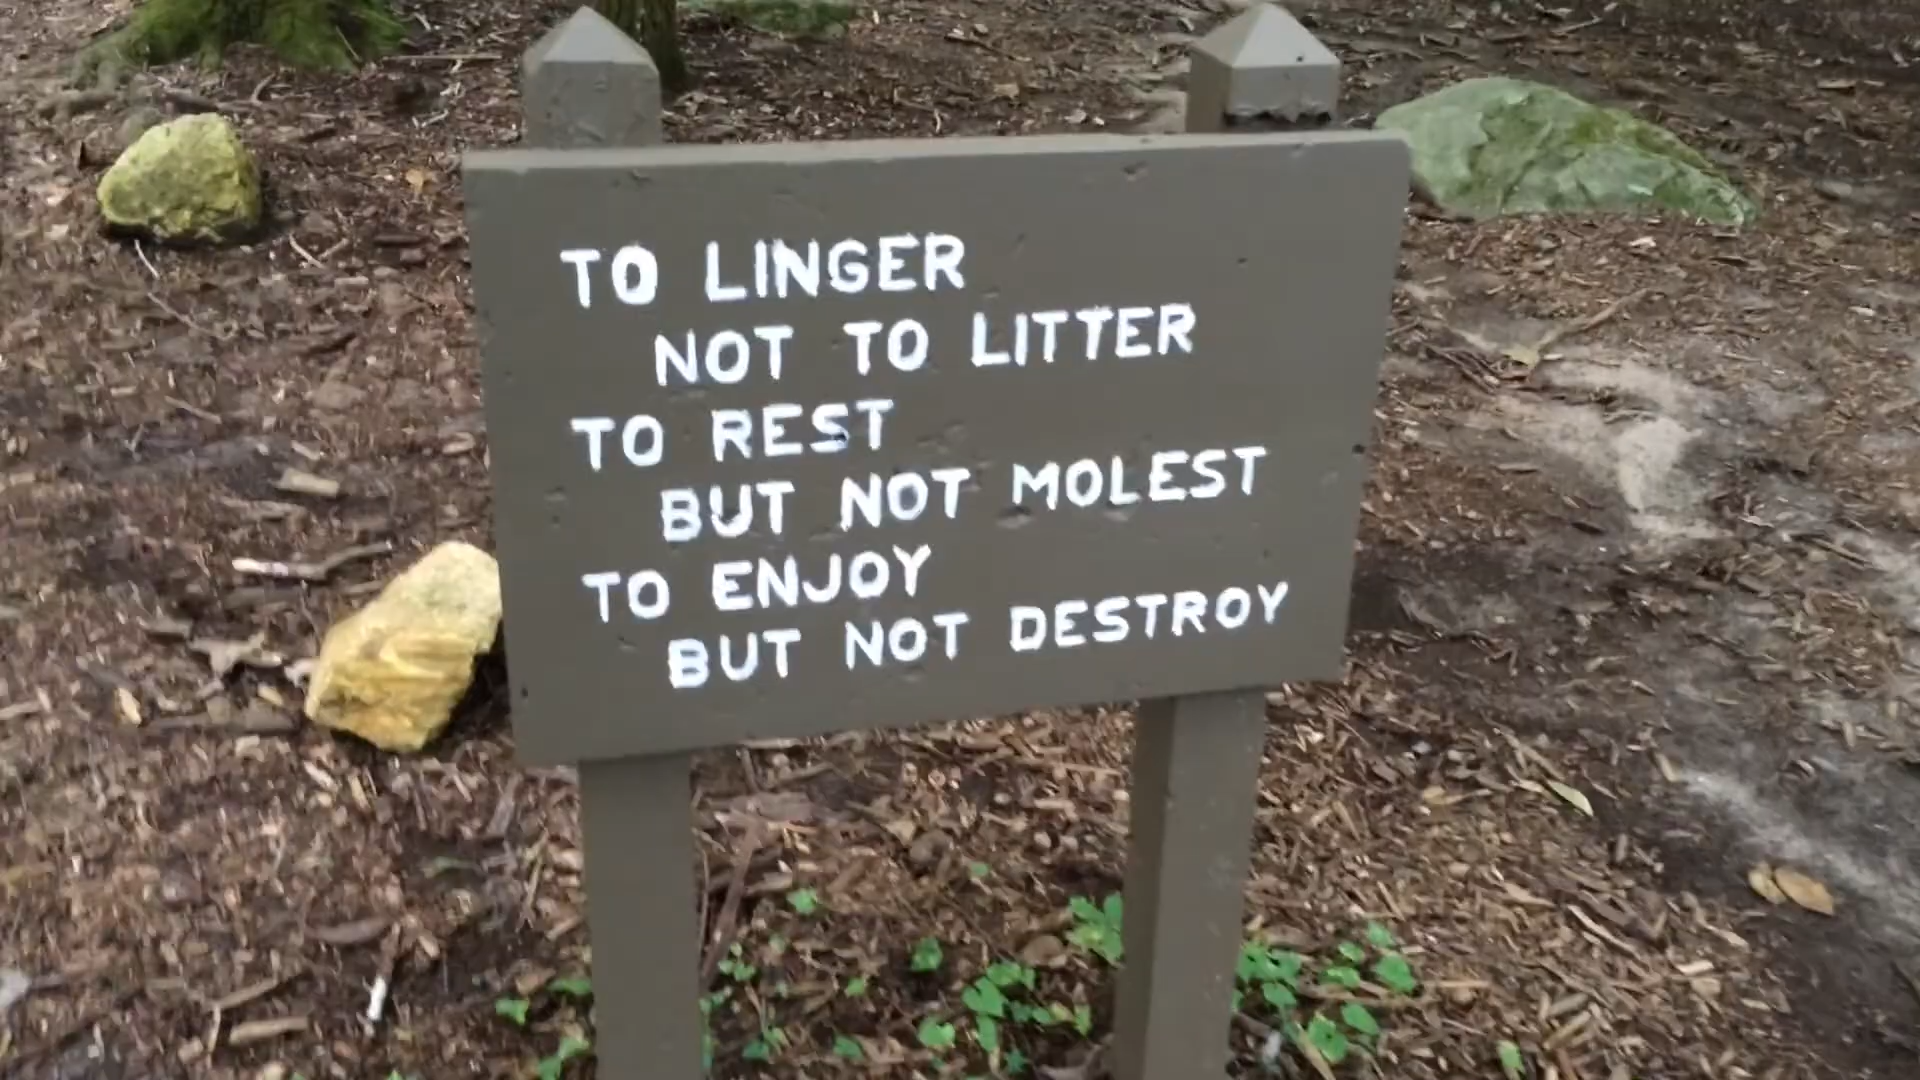 TO LINGER
NOT TO LITTER
TO REST
BUT NOT MOLEST
TO ENJOY
BUT NOT DESTROY